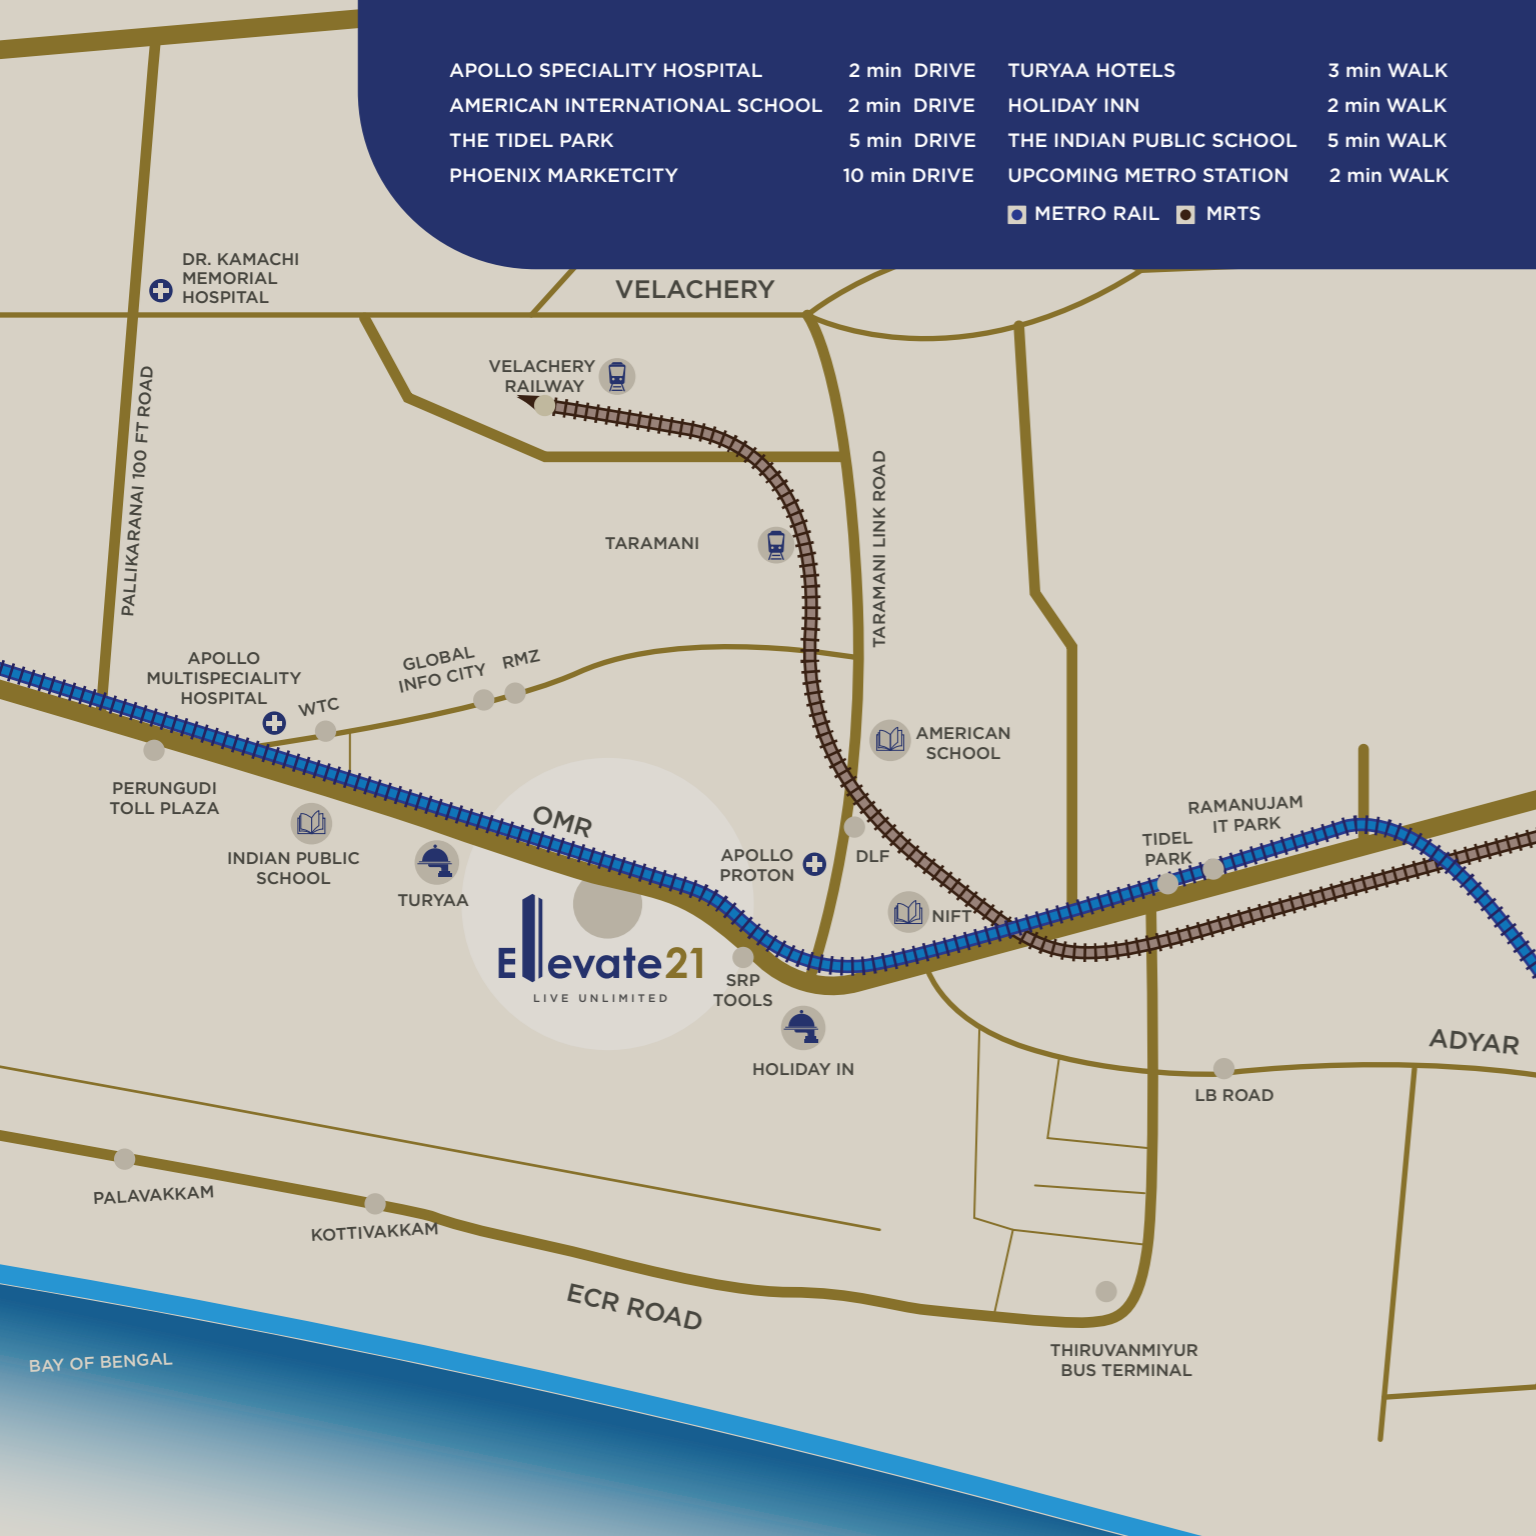 APOLLO SPECIALITY HOSPITAL 2 min DRIVE
AMERICAN INTERNATIONAL SCHOOL 2 min DRIVE
THE TIDEL PARK 5 min DRIVE
PHOENIX MARKETCITY 10 min DRIVE
TURYAA HOTELS 3 min WALK
HOLIDAY INN 2 min WALK
THE INDIAN PUBLIC SCHOOL 5 min WALK
UPCOMING METRO STATION 2 min WALK
METRO RAIL MRTS
DR. KAMACHI
MEMORIAL
HOSPITAL
VELACHERY
VELACHERY
RAILWAY
PALLIKARANAI 100 FT ROAD
TARAMANI
TARAMANI LINK ROAD
APOLLO
MULTISPECIALITY
HOSPITAL
WTC
GLOBAL
INFO CITY
RMZ
AMERICAN
SCHOOL
PERUNGUDI
TOLL PLAZA
INDIAN PUBLIC
SCHOOL
TURYAA
OMR
APOLLO
PROTON
DLF
NIFT
RAMANUJAM
IT PARK
TIDEL
PARK
Ellevate21
LIVE UNLIMITED
SRP
TOOLS
HOLIDAY IN
ADYAR
LB ROAD
PALAVAKKAM
KOTTIVAKKAM
ECR ROAD
THIRUVANMIYUR
BUS TERMINAL
BAY OF BENGAL